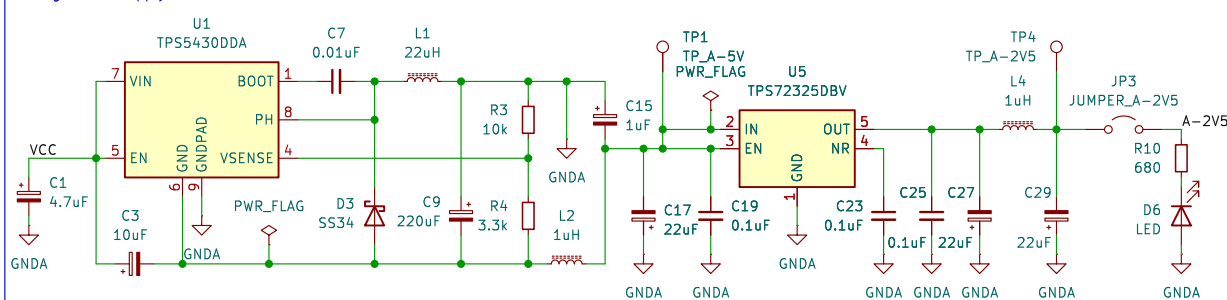 U1
TPS5430DDA
7
VIN
BOOT
1
PH
8
5
EN
VSENSE
4
GND
GNDPAD
6
9
VCC
C1
4.7uF
GNDA
C3
10uF
GNDA
PWR_FLAG
C7
0.01uF
L1
22uH
D3
SS34
C9
220uF
R3
10k
R4
3.3k
GNDA
L2
1uH
C15
1uF
TP1
TP_A-5V
PWR_FLAG
U5
TPS72325DBV
2
IN
OUT
5
3
EN
NR
4
GND
1
GNDA
C17
22uF
GNDA
C19
0.1uF
GNDA
C23
0.1uF
GNDA
C25
0.1uF
GNDA
C27
22uF
GNDA
L4
1uH
TP4
TP_A-2V5
C29
22uF
GNDA
JP3
JUMPER_A-2V5
A-2V5
R10
680
D6
LED
GNDA